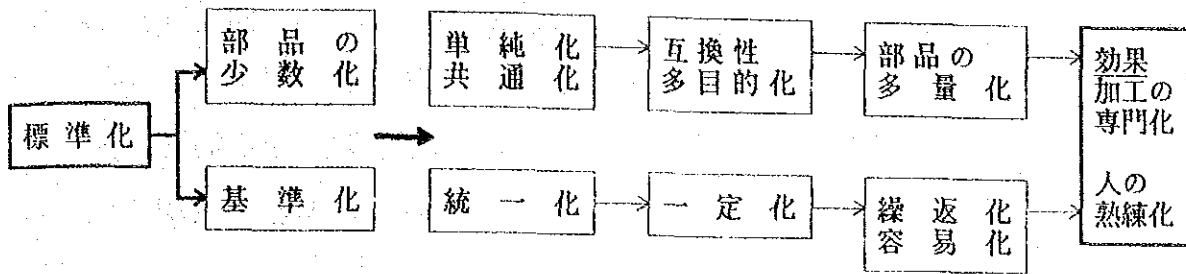 標準化
部品の
少数化
基準化
単純化
共通化
互換性
多目的化
部品の
多量化
統一化
一定化
繰返化
容易化
効果
加工の
専門化
人の
熟練化